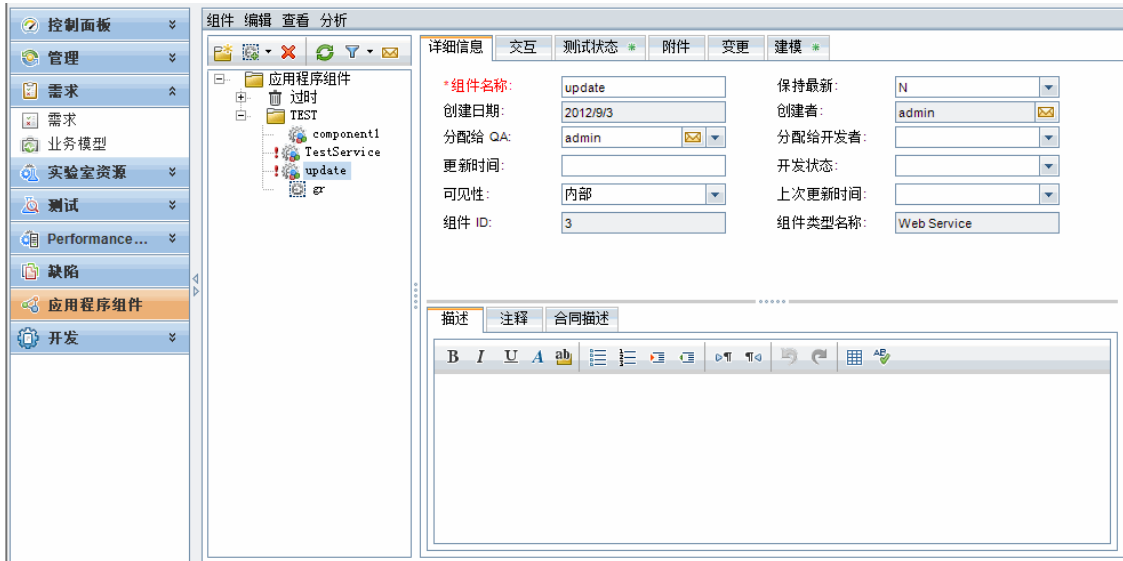 控制面板
管理
需求
需求
业务模型
实验室资源
测试
Performance...
缺陷
应用程序组件
开发
组件 编辑 查看 分析
应用程序组件
过时
TEST
component1
TestService
update
gr
详细信息 交互 测试状态 * 附件 变更 建模 *
*组件名称: update 保持最新: N
创建日期: 2012/9/3 创建者: admin
分配给 QA: admin 分配给开发者:
更新时间: 开发状态:
可见性: 内部 上次更新时间:
组件 ID: 3 组件类型名称: Web Service
描述 注释 合同描述
B I U A ab